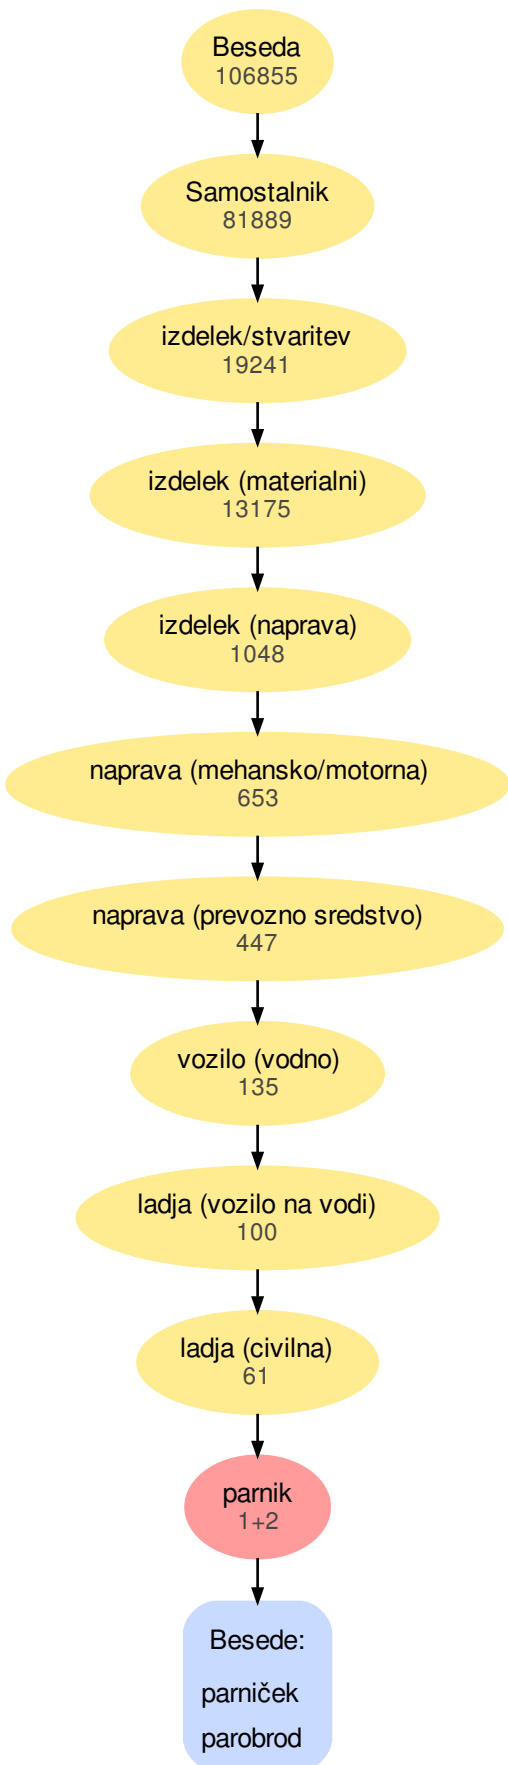 Beseda
106855
Samostalnik
81889
izdelek/stvaritev
19241
izdelek (materialni)
13175
izdelek (naprava)
1048
naprava (mehansko/motorna)
653
naprava (prevozno sredstvo)
447
vozilo (vodno)
135
ladja (vozilo na vodi)
100
ladja (civilna)
61
parnik
1+2
Besede:
parniček
parobrod